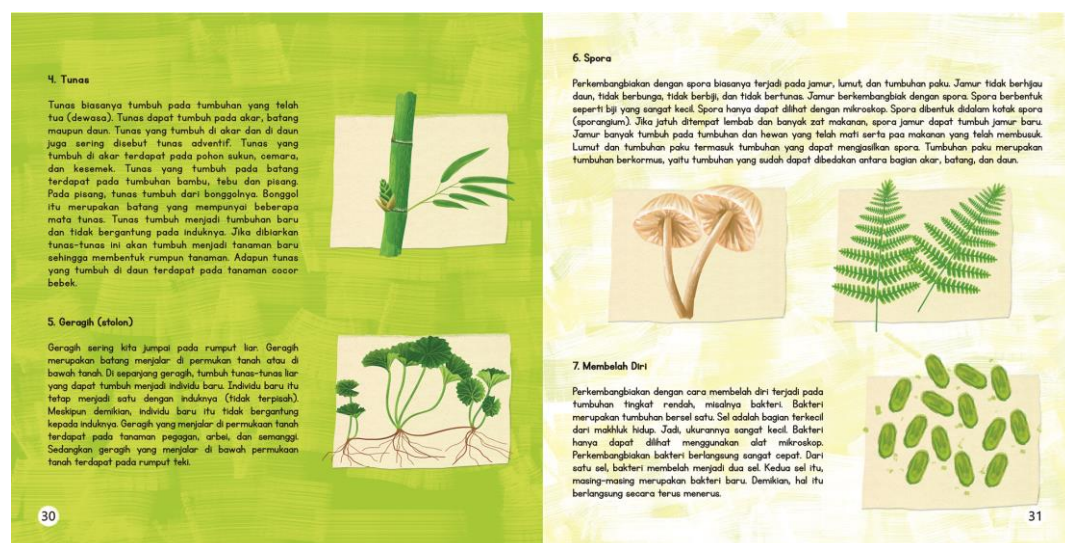 4. Tunas
Tunas biasanya tumbuh pada tumbuhan yang telah
tua (dewasa). Tunas dapat tumbuh pada akar, batang
maupun daun. Tunas yang tumbuh di akar dan di daun
juga sering disebut tunas adventif. Tunas yang
tumbuh di akar terdapat pada pohon sukun, cemara,
dan kesemek. Tunas yang tumbuh pada batang
terdapat pada tumbuhan bambu, tebu dan pisang.
Pada pisang, tunas tumbuh dari bonggolnya. Bonggol
itu merupakan batang yang mempunyai beberapa
mata tunas. Tunas tumbuh menjadi tumbuhan baru
dan tidak bergantung pada induknya. Jika dibiarkan
tunas-tunas ini akan tumbuh menjadi tanaman baru
sehingga membentuk rumpun tanaman. Adapun tunas
yang tumbuh di daun terdapat pada tanaman cocor
bebek.
5. Geragih (stolon)
Geragih sering kita jumpai pada rumput liar. Geragih
merupakan batang menjalar di permukan tanah atau di
bawah tanah. Di sepanjang geragih, tumbuh tunas-tunas liar
yang dapat tumbuh menjadi individu baru. Individu baru itu
tetap menjadi satu dengan induknya (tidak terpisah).
Meskipun demikian, individu baru itu tidak bergantung
kepada induknya. Geragih yang menjalar di permukaan tanah
terdapat pada tanaman pegagan, arbei, dan semanggi.
Sedangkan geragih yang menjalar di bawah permukaan
tanah terdapat pada rumput teki.
30
6. Spora
Perkembangbiakan dengan spora biasanya terjadi pada jamur, lumut, dan tumbuhan paku. Jamur tidak berhijau
daun, tidak berbunga, tidak berbiji, dan tidak bertunas. Jamur berkembangbiak dengan spora. Spora berbentuk
seperti biji yang sangat kecil. Spora hanya dapat dilihat dengan mikroskop. Spora dibentuk didalam kotak spora
(sporangium). Jika jatuh ditempat lembab dan banyak zat makanan, spora jamur dapat tumbuh jamur baru.
Jamur banyak tumbuh pada tumbuhan dan hewan yang telah mati serta paa makanan yang telah membusuk.
Lumut dan tumbuhan paku termasuk tumbuhan yang dapat mengjasilkan spora. Tumbuhan paku merupakan
tumbuhan berkormus, yaitu tumbuhan yang sudah dapat dibedakan antara bagian akar, batang, dan daun.
7. Membelah Diri
Perkembangbiakan dengan cara membelah diri terjadi pada
tumbuhan tingkat rendah, misalnya bakteri. Bakteri
merupakan tumbuhan bersel satu. Sel adalah bagian terkecil
dari makhluk hidup. Jadi, ukurannya sangat kecil. Bakteri
hanya dapat dilihat menggunakan alat mikroskop.
Perkembangbiakan bakteri berlangsung sangat cepat. Dari
satu sel, bakteri membelah menjadi dua sel. Kedua sel itu,
masing-masing merupakan bakteri baru. Demikian, hal itu
berlangsung secara terus menerus.
31